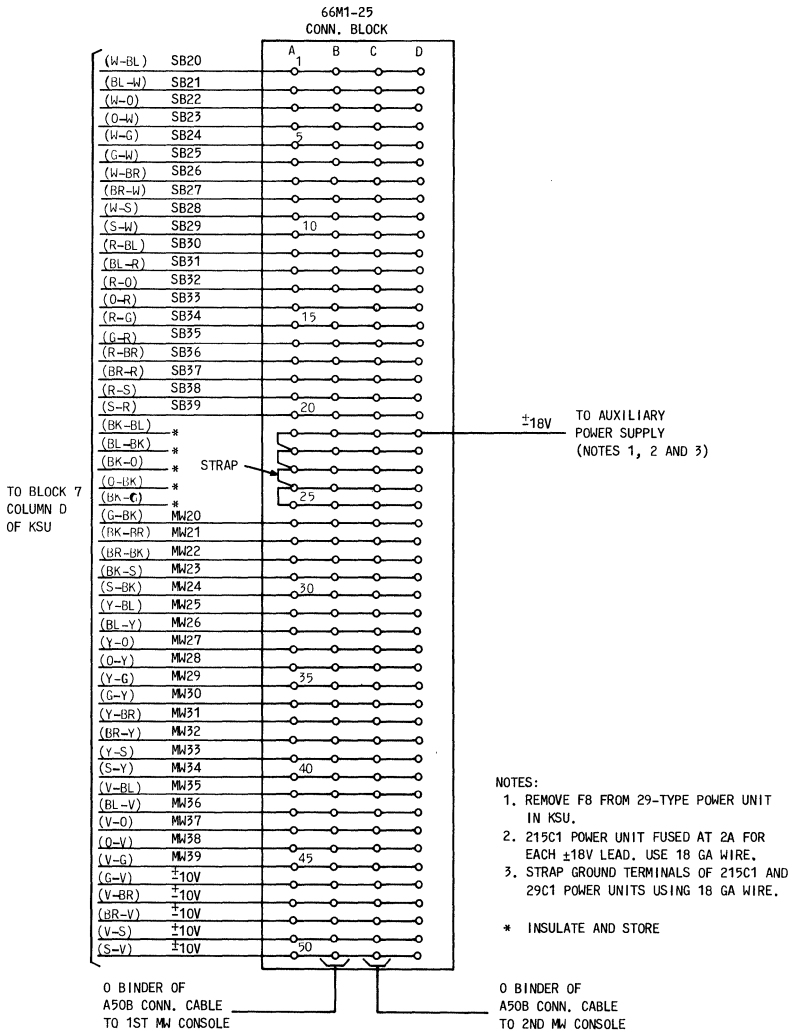 66M1-25
CONN. BLOCK
A B C D
(W-BL) SB20 1
(BL-W) SB21
(W-O) SB22
(O-W) SB23
(W-G) SB24 5
(G-W) SB25
(W-BR) SB26
(BR-W) SB27
(W-S) SB28
(S-W) SB29 10
(R-BL) SB30
(BL-R) SB31
(R-O) SB32
(O-R) SB33
(R-G) SB34 15
(G-R) SB35
(R-BR) SB36
(BR-R) SB37
(R-S) SB38
(S-R) SB39 20
(BK-BL) *
(BL-BK) *
(BK-O) *
(O-BK) *
(BK-G) * 25
STRAP
±18V
TO AUXILIARY
POWER SUPPLY
(NOTES 1, 2 AND 3)
TO BLOCK 7
COLUMN D
OF KSU
(G-BK) MW20
(BK-BR) MW21
(BR-BK) MW22
(BK-S) MW23
(S-BK) MW24 30
(Y-BL) MW25
(BL-Y) MW26
(Y-O) MW27
(O-Y) MW28
(Y-G) MW29 35
(G-Y) MW30
(Y-BR) MW31
(BR-Y) MW32
(Y-S) MW33
(S-Y) MW34 40
(V-BL) MW35
(BL-V) MW36
(V-O) MW37
(O-V) MW38
(V-G) MW39 45
(G-V) ±10V
(V-BR) ±10V
(BR-V) ±10V
(V-S) ±10V
(S-V) ±10V 50
NOTES:
1. REMOVE F8 FROM 29-TYPE POWER UNIT
IN KSU.
2. 215C1 POWER UNIT FUSED AT 2A FOR
EACH ±18V LEAD. USE 18 GA WIRE.
3. STRAP GROUND TERMINALS OF 215C1 AND
29C1 POWER UNITS USING 18 GA WIRE.
* INSULATE AND STORE
O BINDER OF
A50B CONN. CABLE
TO 1ST MW CONSOLE
O BINDER OF
A50B CONN. CABLE
TO 2ND MW CONSOLE